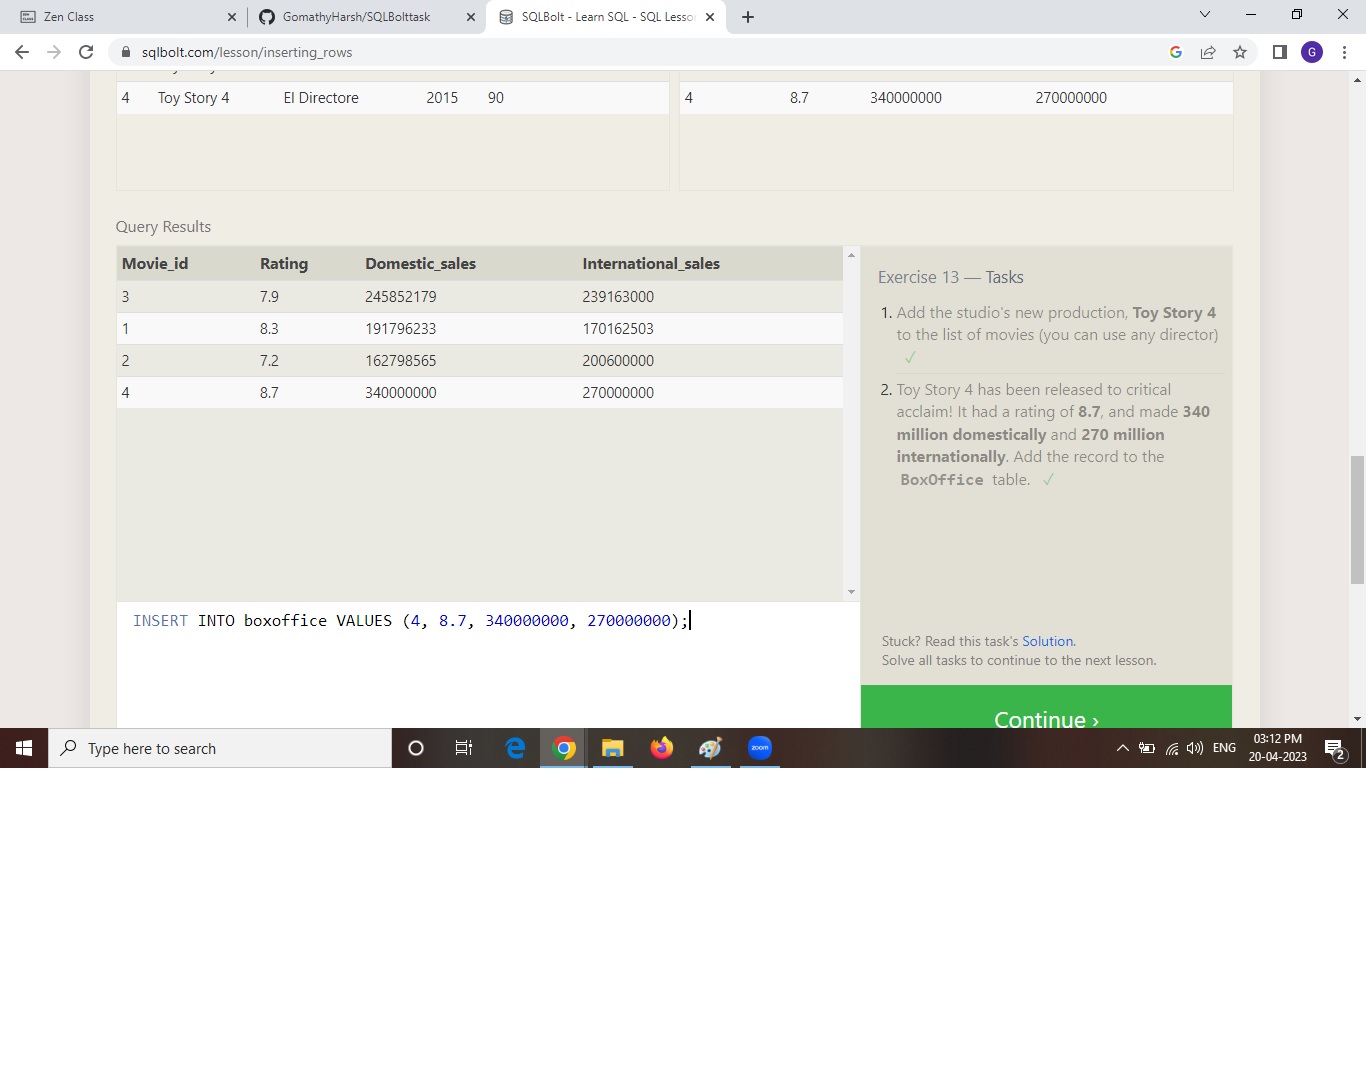 Zen Class
GomathyHarsh/SQLBolttask
SQLBolt - Learn SQL - SQL Lesso
sqlbolt.com/lesson/inserting_rows
G
4 Toy Story 4 El Directore 2015 90
4 8.7 340000000 270000000
Query Results
Movie_id Rating Domestic_sales International_sales
3 7.9 245852179 239163000
1 8.3 191796233 170162503
2 7.2 162798565 200600000
4 8.7 340000000 270000000
Exercise 13 — Tasks
1. Add the studio's new production, Toy Story 4
to the list of movies (you can use any director)
✓
2. Toy Story 4 has been released to critical
acclaim! It had a rating of 8.7, and made 340
million domestically and 270 million
internationally. Add the record to the
BoxOffice table. ✓
INSERT INTO boxoffice VALUES (4, 8.7, 340000000, 270000000);
Stuck? Read this task's Solution.
Solve all tasks to continue to the next lesson.
Continue ›
Type here to search
zoom
ENG
03:12 PM
20-04-2023
2